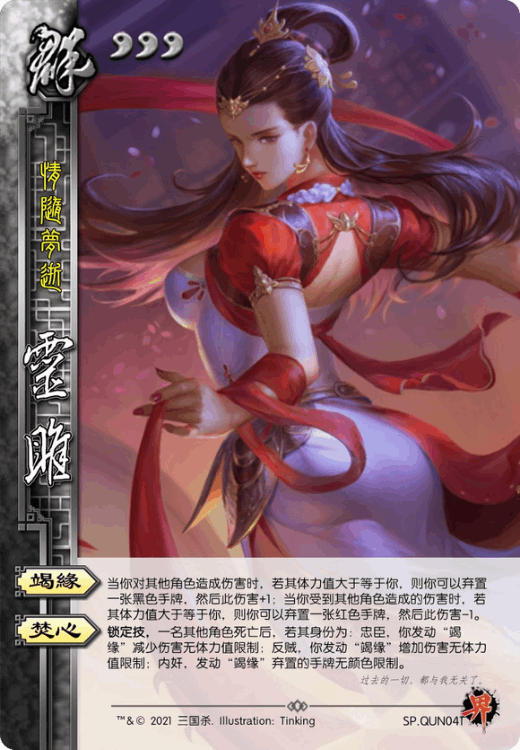 群
情隨夢逝
靈雎
竭緣
当你对其他角色造成伤害时，若其体力值大于等于你，则你可以弃置
一张黑色手牌，然后此伤害+1；当你受到其他角色造成的伤害时，若
其体力值大于等于你，则你可以弃置一张红色手牌，然后此伤害-1。
焚心
锁定技，一名其他角色死亡后，若其身份为：忠臣，你发动“竭
缘”减少伤害无体力值限制；反贼，你发动“竭缘”增加伤害无体力
值限制；内奸，发动“竭缘”弃置的手牌无颜色限制。
过去的一切，都与我无关了。
界
™&© 2021 三国杀. Illustration: Tinking
SP.QUN041